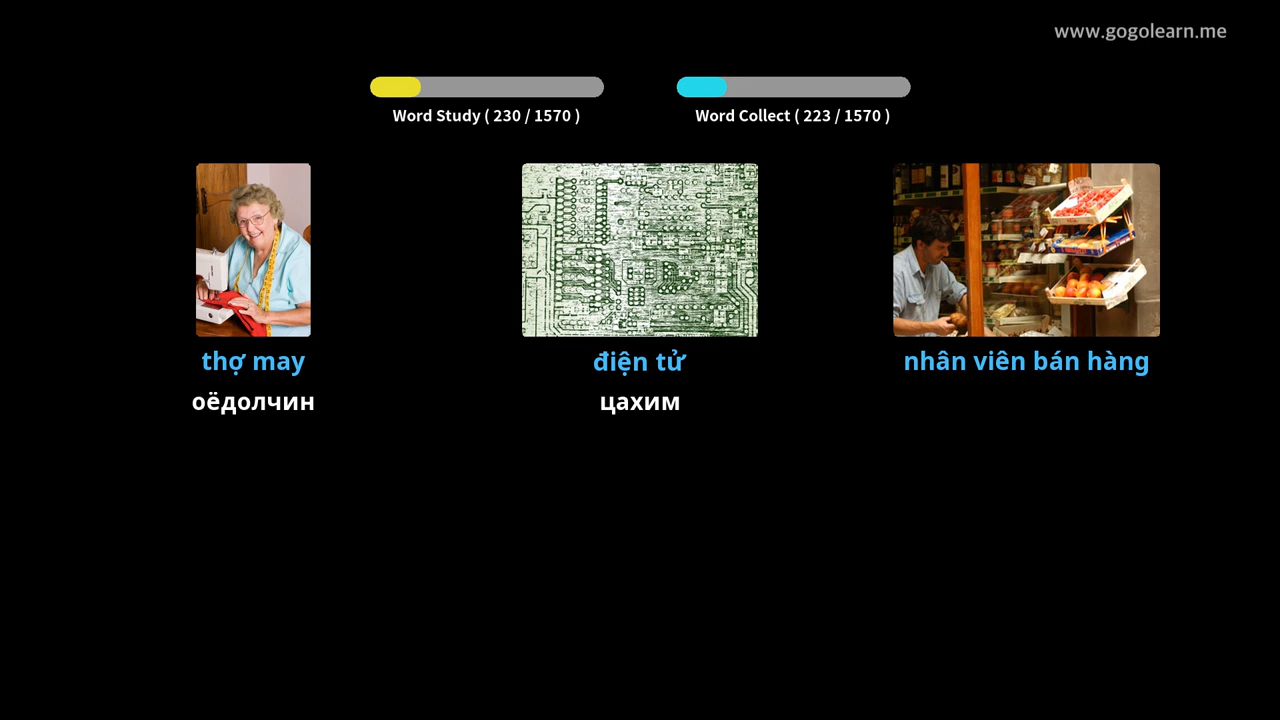 www.gogolearn.me
Word Study ( 230 / 1570 )
Word Collect ( 223 / 1570 )
thợ may
điện tử
nhân viên bán hàng
оёдолчин
цахим